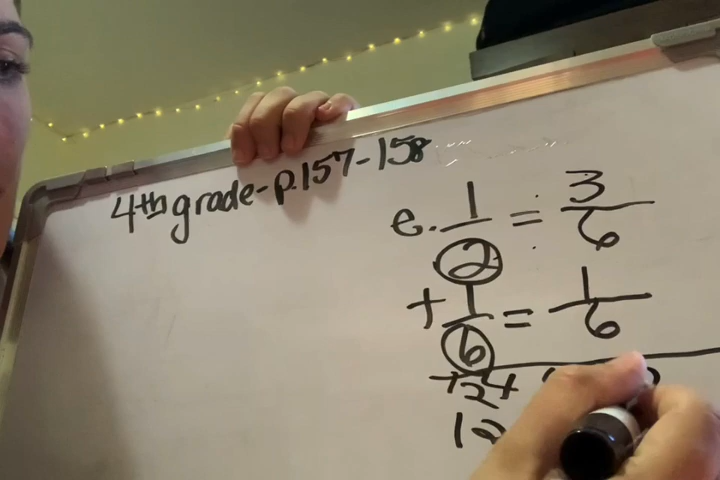 4th grade-p.157-158
e. 1/2 = 3/6
+ 1/6 = 1/6